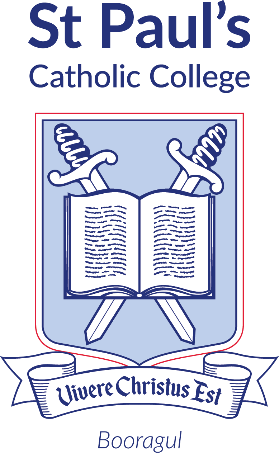 St Paul's
Catholic College
Vivere Christus Est
Booragul